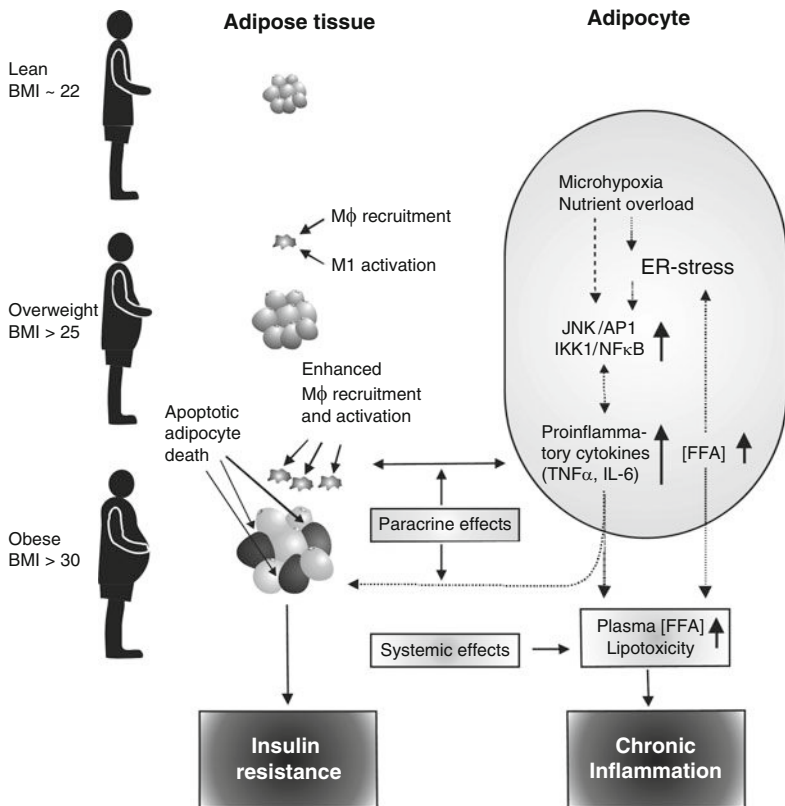 Adipose tissue
Adipocyte
Lean
BMI ~ 22
Mϕ recruitment
M1 activation
Overweight
BMI > 25
Enhanced
Mϕ recruitment
and activation
Apoptotic
adipocyte
death
Obese
BMI > 30
Microhypoxia
Nutrient overload
ER-stress
JNK/AP1
IKK1/NFκB
Proinflamma-
tory cytokines
(TNFα, IL-6)
[FFA]
Paracrine effects
Systemic effects
Plasma [FFA]
Lipotoxicity
Insulin
resistance
Chronic
Inflammation